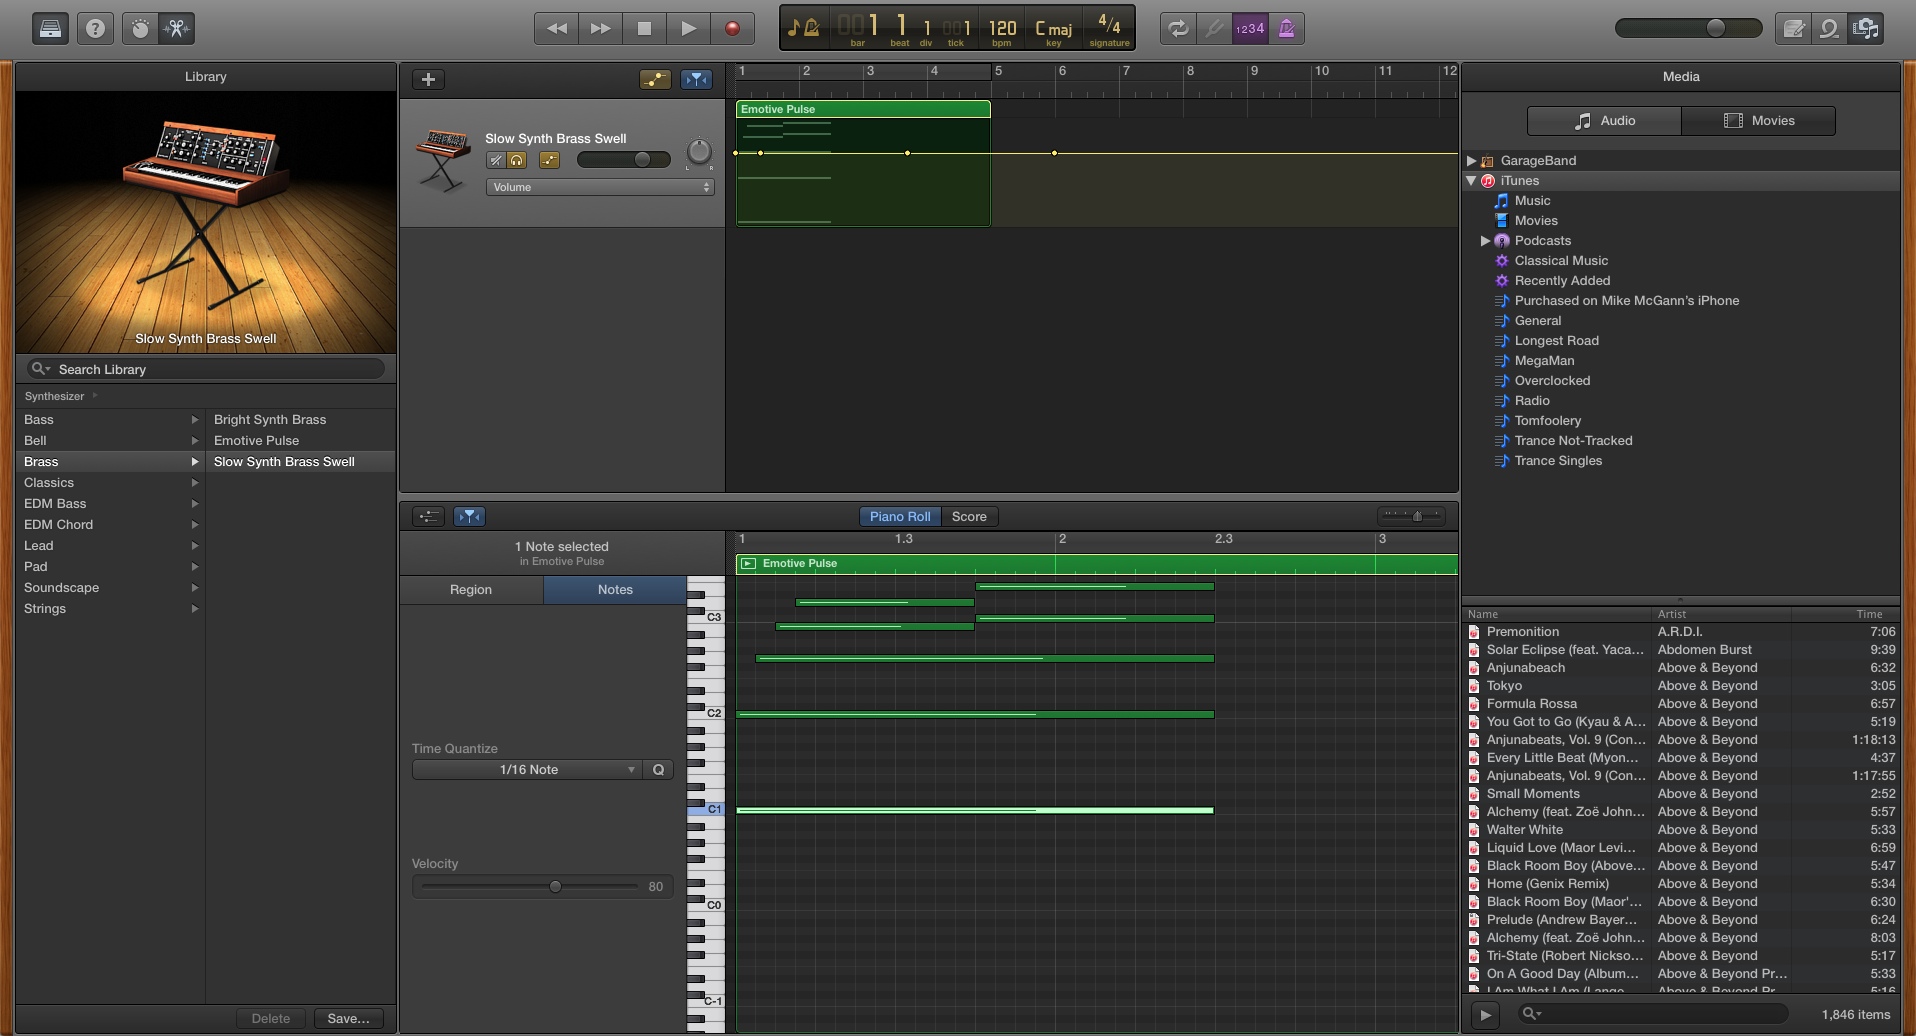 1234
1 1 1 1 120 C maj 4/4
bar beat div tick bpm key signature
Library
Slow Synth Brass Swell
Search Library
Synthesizer
Bass
Bell
Brass
Classics
EDM Bass
EDM Chord
Lead
Pad
Soundscape
Strings
Bright Synth Brass
Emotive Pulse
Slow Synth Brass Swell
Delete Save...
1 2 3 4 5 6 7 8 9 10 11 12
Slow Synth Brass Swell
L R
Volume
Emotive Pulse
Piano Roll Score
1 Note selected
in Emotive Pulse
Region Notes
Time Quantize
1/16 Note Q
Velocity
80
1 1.3 2 2.3 3
Emotive Pulse
C3
C2
C1
C0
C-1
Media
Audio Movies
GarageBand
iTunes
Music
Movies
Podcasts
Classical Music
Recently Added
Purchased on Mike McGann's iPhone
General
Longest Road
MegaMan
Overclocked
Radio
Tomfoolery
Trance Not-Tracked
Trance Singles
Name Artist Time
Premonition A.R.D.I. 7:06
Solar Eclipse (feat. Yaca... Abdomen Burst 9:39
Anjunabeach Above & Beyond 6:32
Tokyo Above & Beyond 3:05
Formula Rossa Above & Beyond 6:57
You Got to Go (Kyau & A... Above & Beyond 5:19
Anjunabeats, Vol. 9 (Con... Above & Beyond 1:18:13
Every Little Beat (Myon... Above & Beyond 4:37
Anjunabeats, Vol. 9 (Con... Above & Beyond 1:17:55
Small Moments Above & Beyond 2:52
Alchemy (feat. Zoë John... Above & Beyond 5:57
Walter White Above & Beyond 5:33
Liquid Love (Maor Levi... Above & Beyond 6:59
Black Room Boy (Above... Above & Beyond 5:47
Home (Genix Remix) Above & Beyond 5:34
Black Room Boy (Maor'... Above & Beyond 6:30
Prelude (Andrew Bayer... Above & Beyond 6:24
Alchemy (feat. Zoë John... Above & Beyond 8:03
Tri-State (Robert Nickso... Above & Beyond 5:17
On A Good Day (Album... Above & Beyond Pr... 5:33
I Am What I Am (Lange... Above & Beyond Pr... 5:16
1,846 items